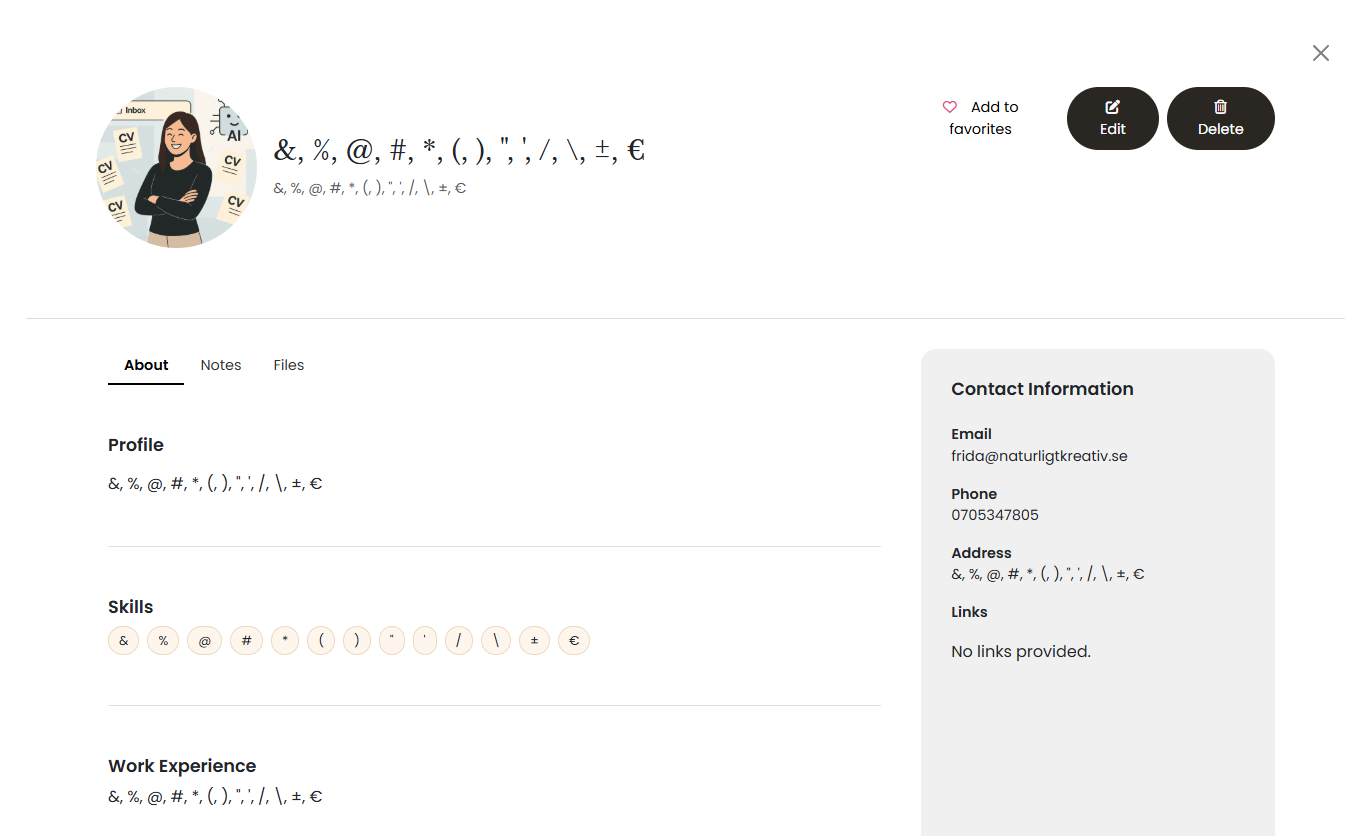 Inbox
CV
AI
CV
CV
CV
CV
&, %, @, #, *, (, ), ", ', /, \, ±, €
&, %, @, #, *, (, ), ", ', /, \, ±, €
Add to
favorites
Edit
Delete
About
Notes
Files
Profile
&, %, @, #, *, (, ), ", ', /, \, ±, €
Skills
&
%
@
#
*
(
)
"
'
/
\
±
€
Work Experience
&, %, @, #, *, (, ), ", ', /, \, ±, €
Contact Information
Email
frida@naturligtkreativ.se
Phone
0705347805
Address
&, %, @, #, *, (, ), ", ', /, \, ±, €
Links
No links provided.